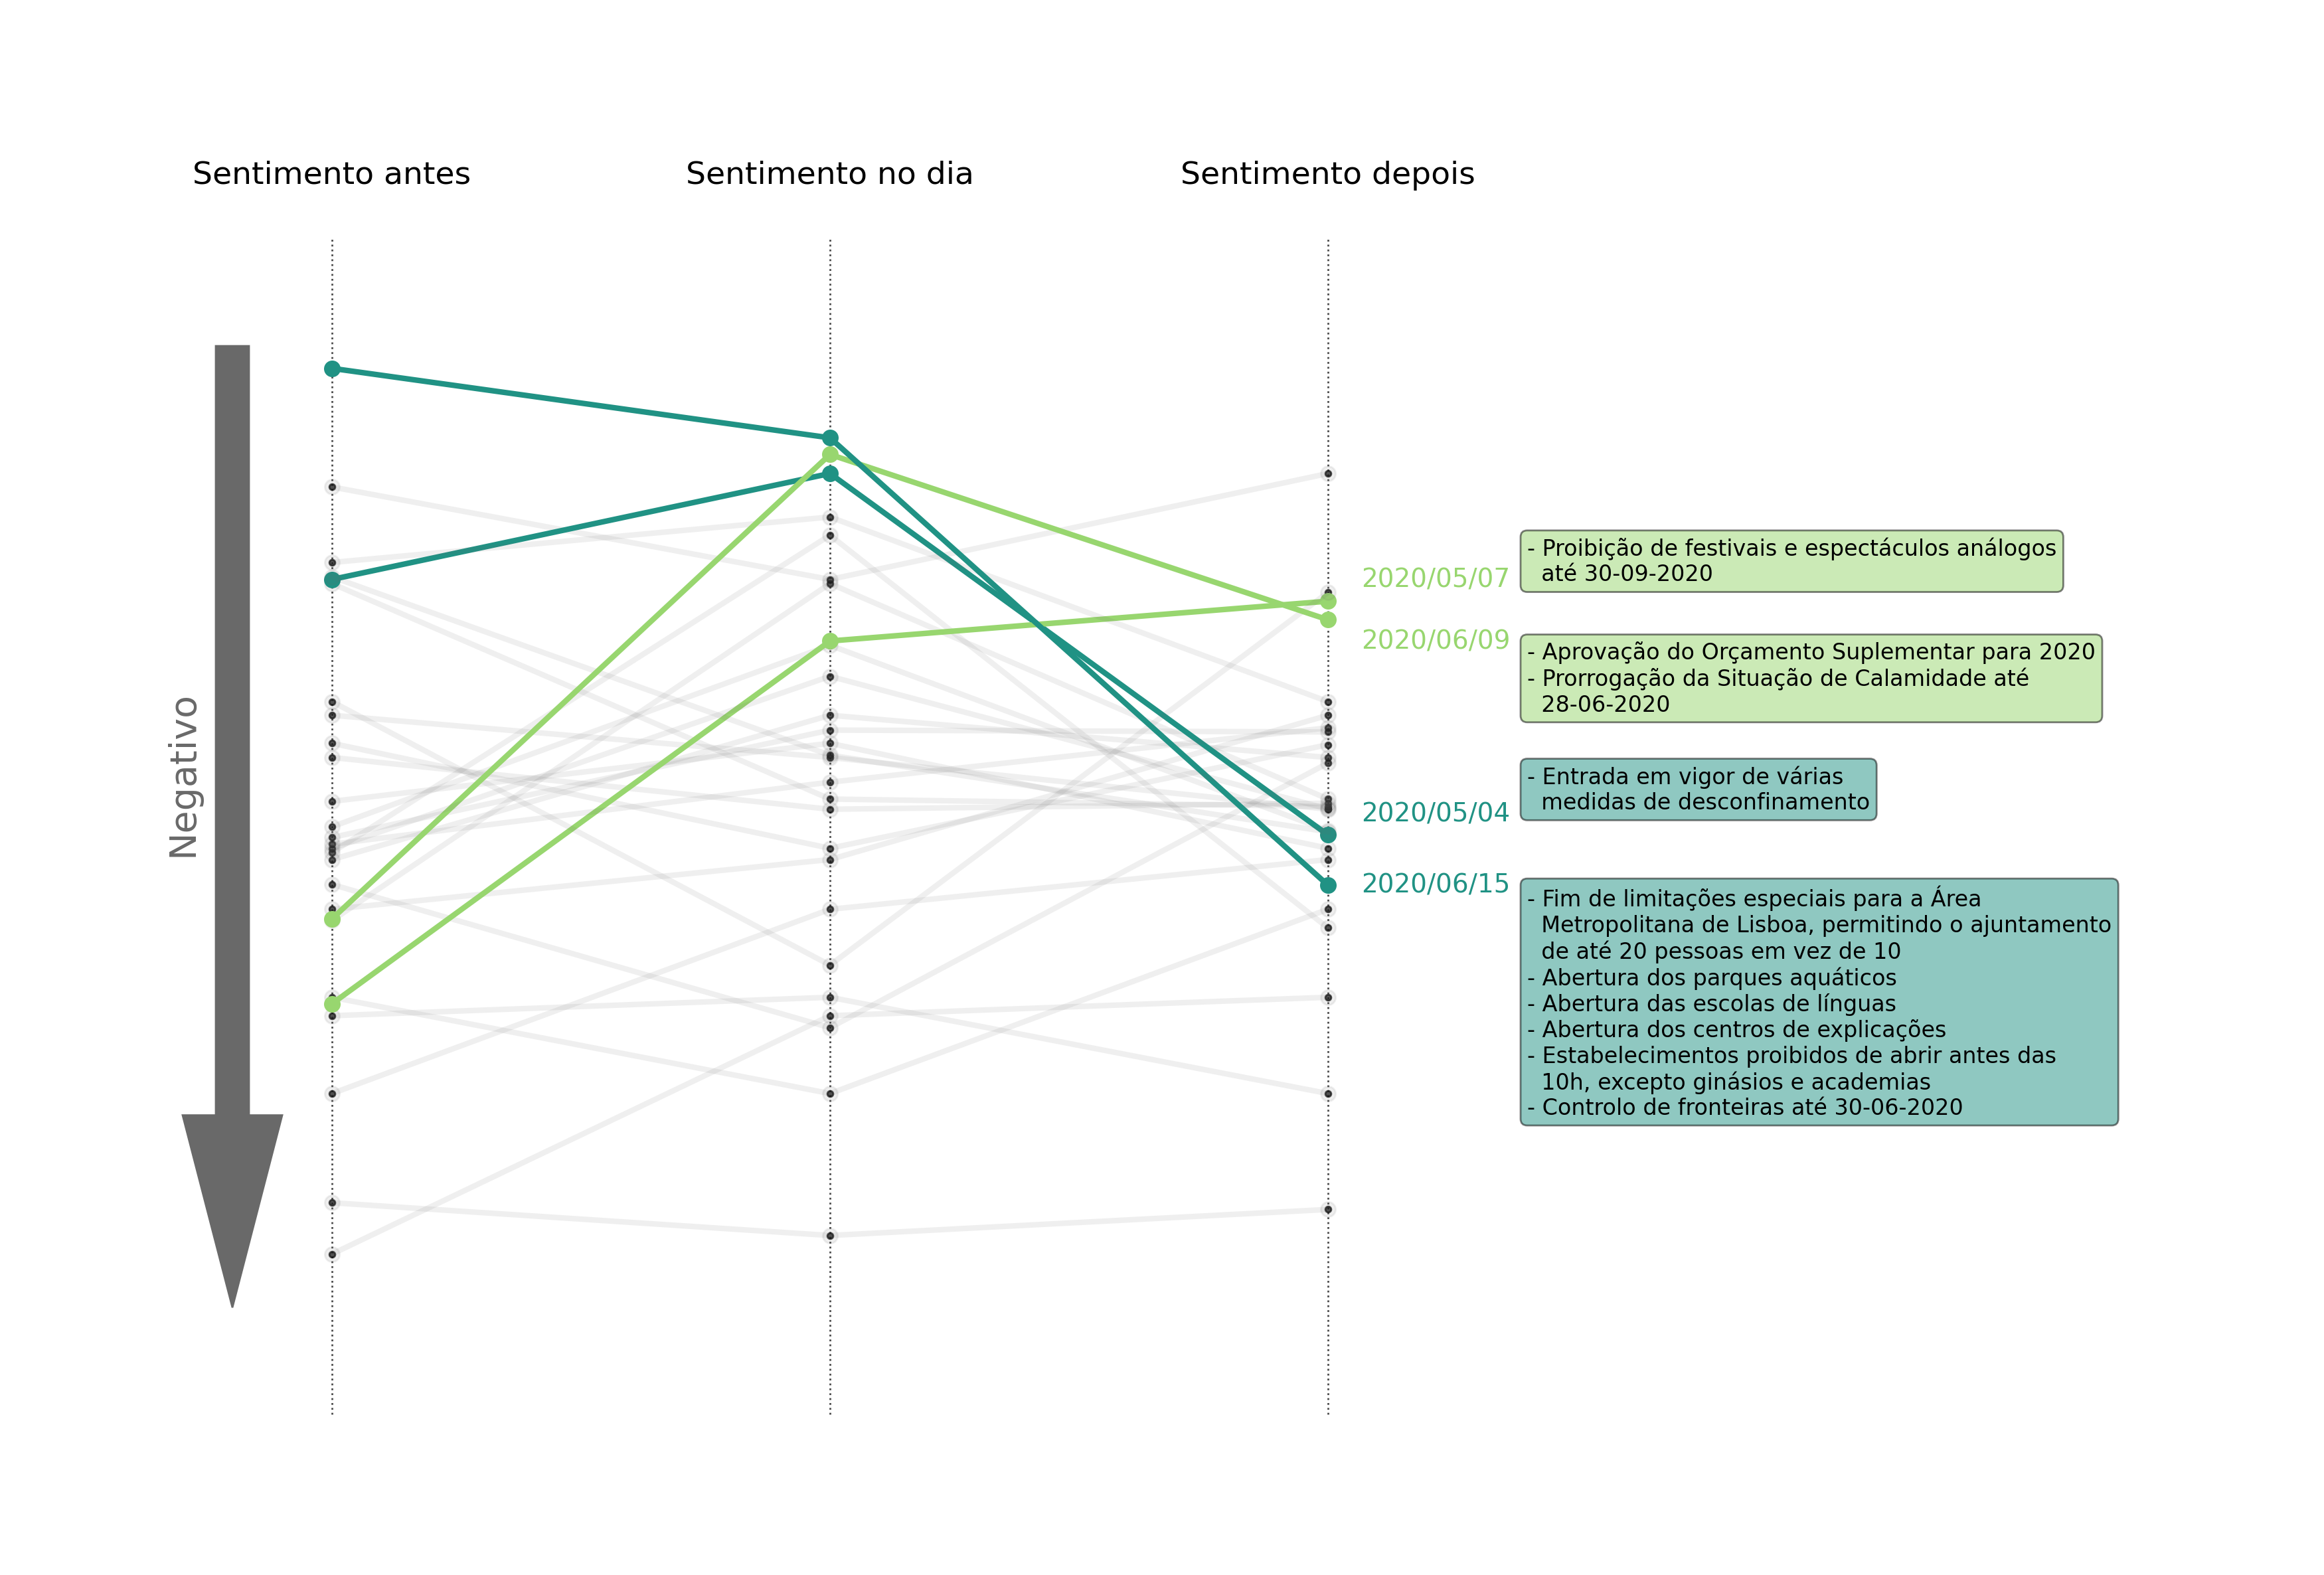 Sentimento antes
Sentimento no dia
Sentimento depois
Negativo
2020/05/07
- Proibição de festivais e espectáculos análogos
até 30-09-2020
2020/06/09
- Aprovação do Orçamento Suplementar para 2020
- Prorrogação da Situação de Calamidade até
28-06-2020
2020/05/04
- Entrada em vigor de várias
medidas de desconfinamento
2020/06/15
- Fim de limitações especiais para a Área
Metropolitana de Lisboa, permitindo o ajuntamento
de até 20 pessoas em vez de 10
- Abertura dos parques aquáticos
- Abertura das escolas de línguas
- Abertura dos centros de explicações
- Estabelecimentos proibidos de abrir antes das
10h, excepto ginásios e academias
- Controlo de fronteiras até 30-06-2020